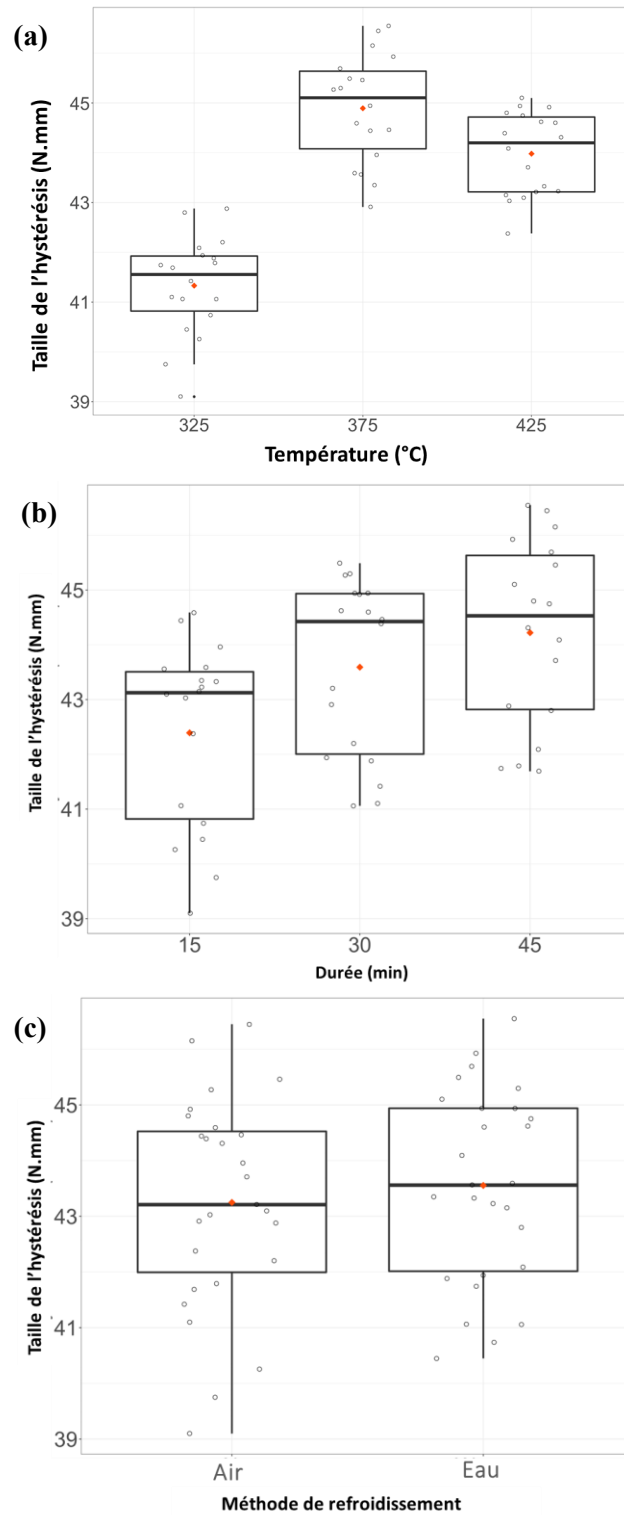 (a)
Taille de l'hystérésis (N.mm)
45
43
41
39
325 375 425
Température (°C)
(b)
Taille de l'hystérésis (N.mm)
45
43
41
39
15 30 45
Durée (min)
(c)
Taille de l'hystérésis (N.mm)
45
43
41
39
Air Eau
Méthode de refroidissement